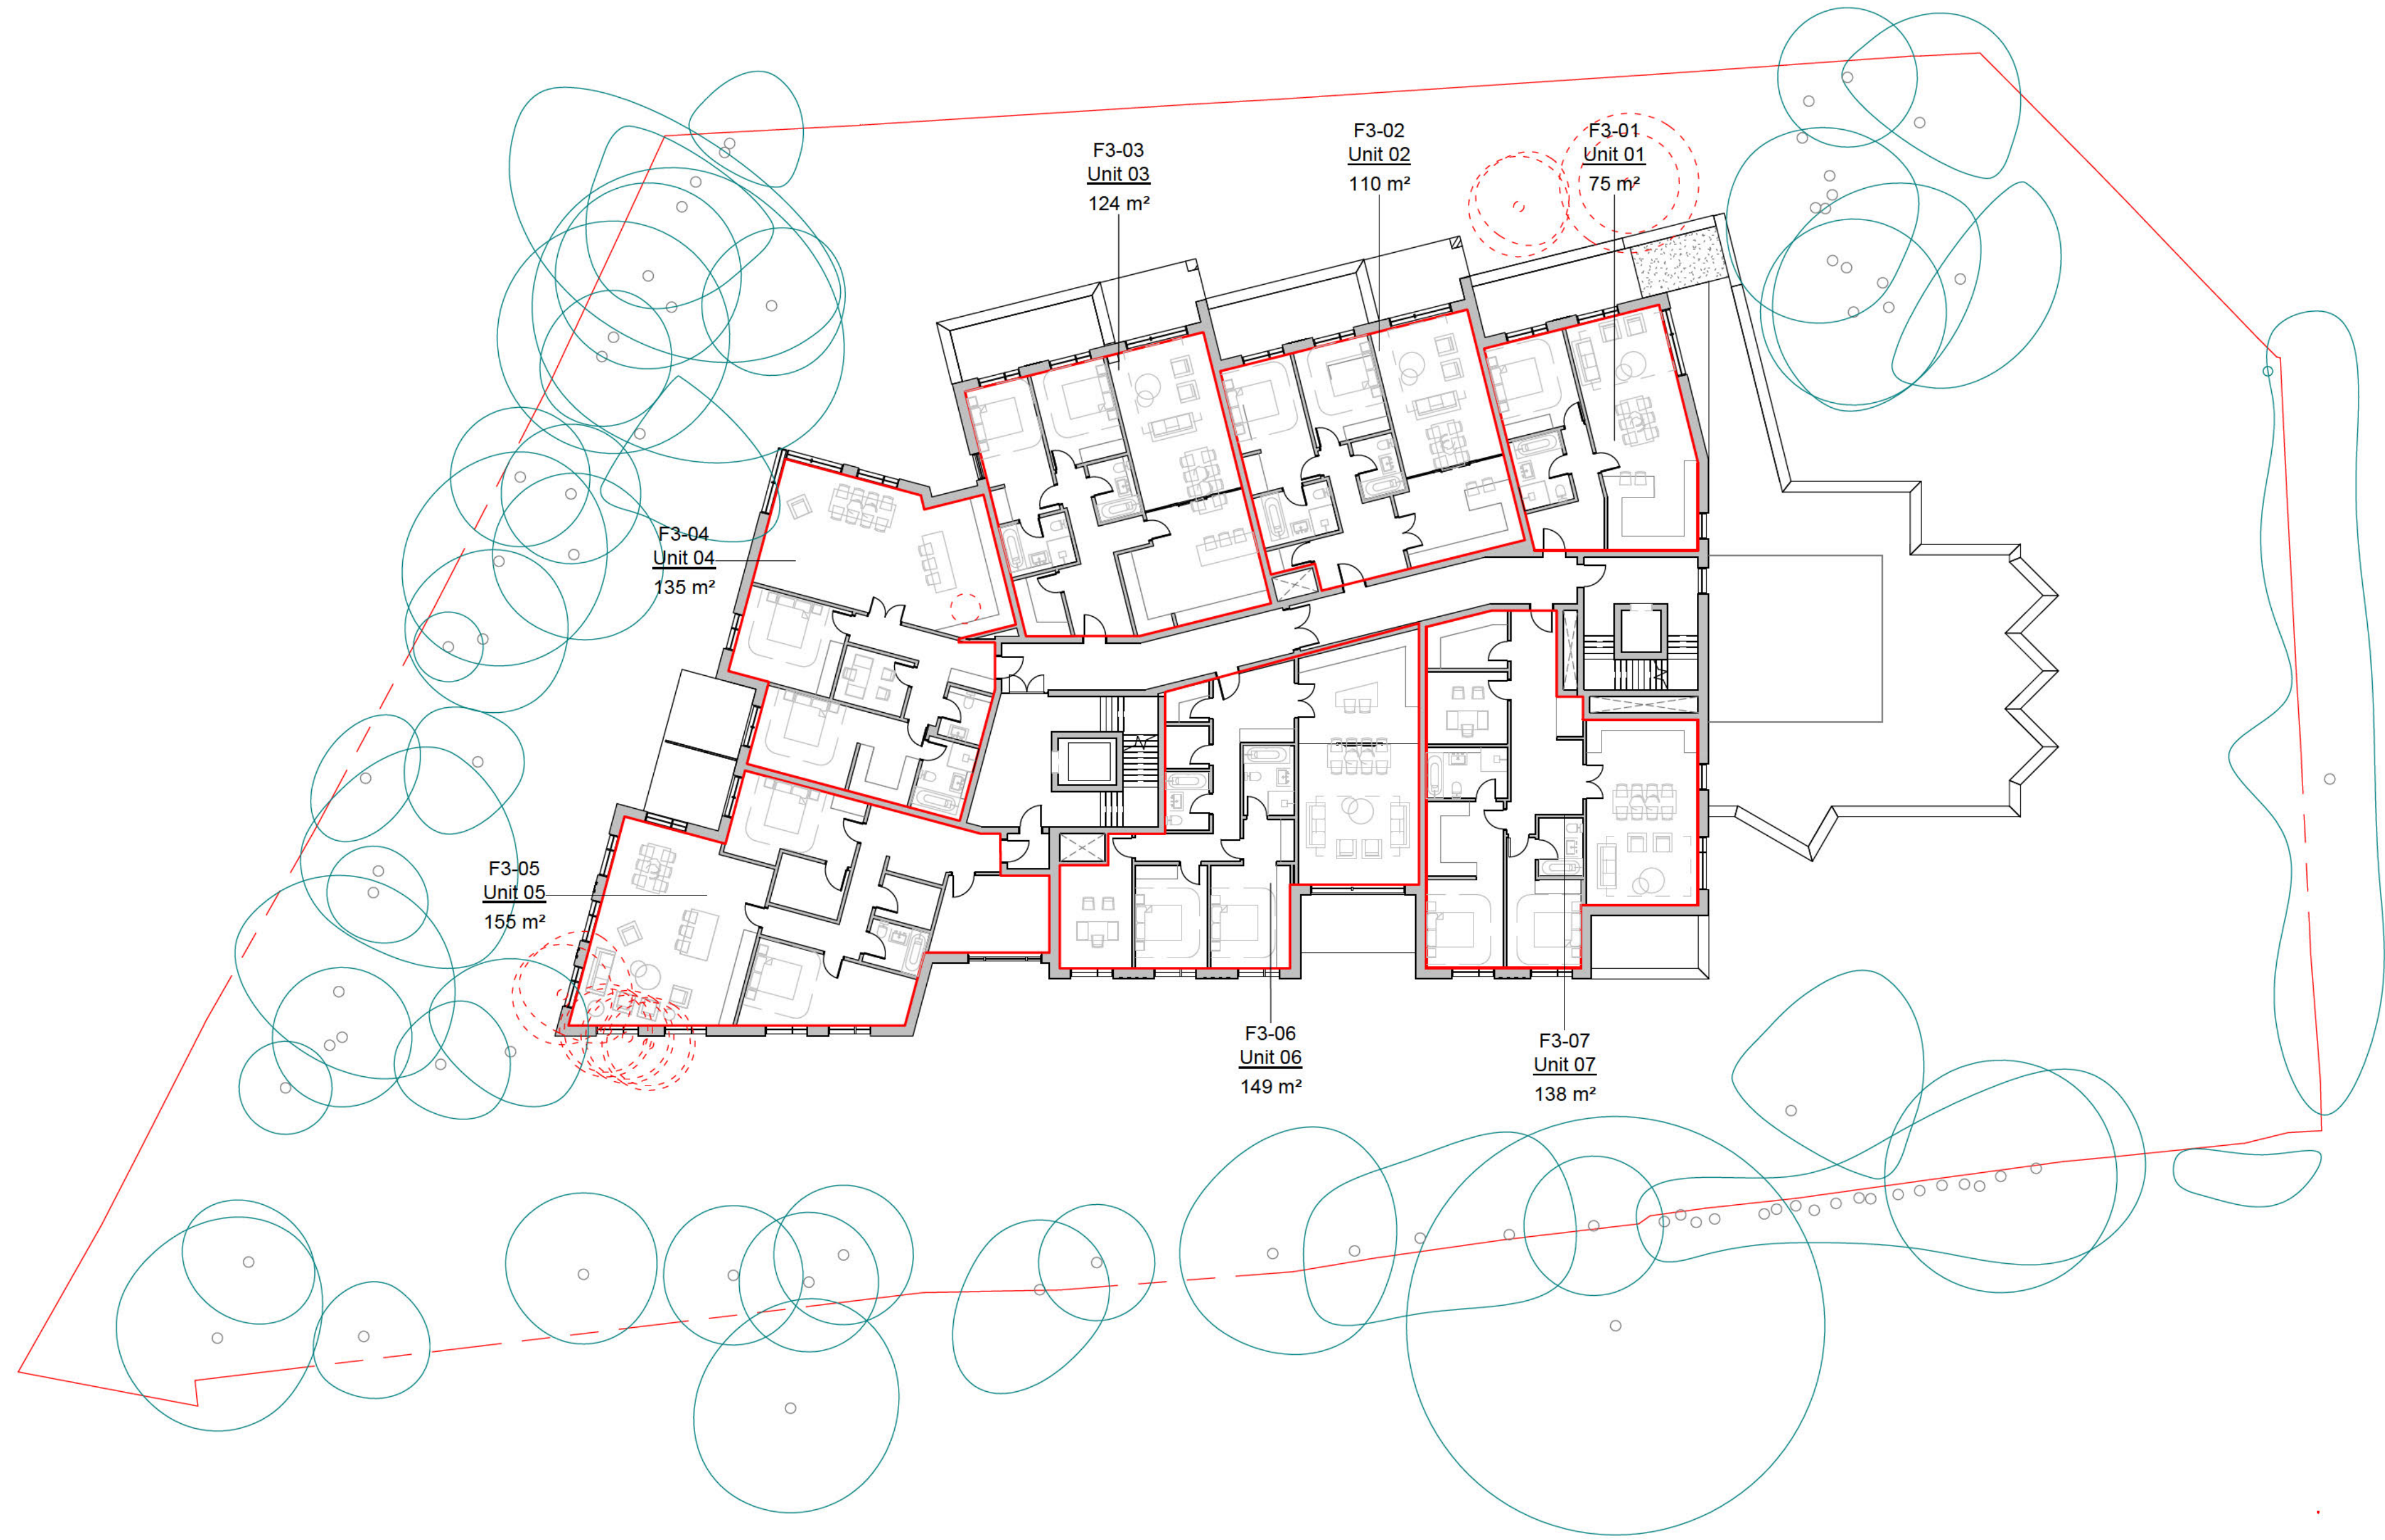 F3-03
Unit 03
124 m²
F3-02
Unit 02
110 m²
F3-01
Unit 01
75 m²
F3-04
Unit 04
135 m²
F3-05
Unit 05
155 m²
F3-06
Unit 06
149 m²
F3-07
Unit 07
138 m²